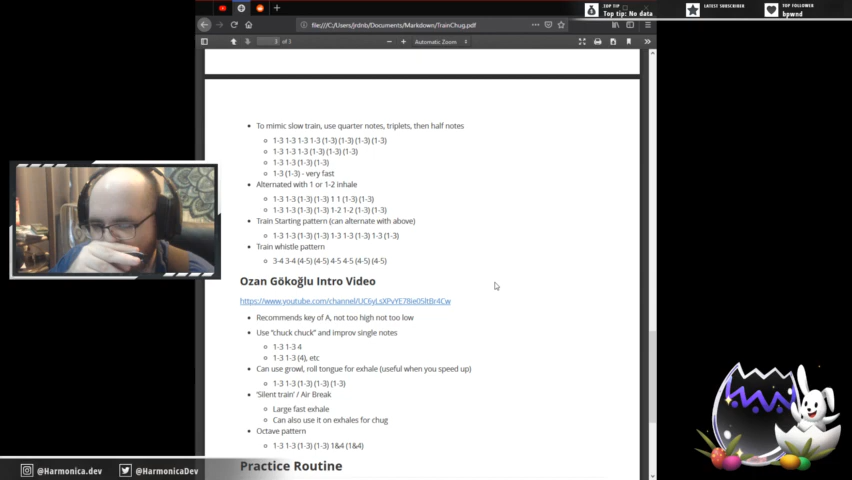 TOP TIP
Top tip: No data
LATEST SUBSCRIBER
TOP FOLLOWER
bpwnd
file:///C:/Users/jrdnb/Documents/Markdown/TrainChug.pdf
of 3
Automatic Zoom
To mimic slow train, use quarter notes, triplets, then half notes
1-3 1-3 1-3 1-3 (1-3) (1-3) (1-3) (1-3)
1-3 1-3 1-3 (1-3) (1-3) (1-3)
1-3 1-3 (1-3) (1-3)
1-3 (1-3) - very fast
Alternated with 1 or 1-2 inhale
1-3 1-3 (1-3) (1-3) 1 1 (1-3) (1-3)
1-3 1-3 (1-3) (1-3) 1-2 1-2 (1-3) (1-3)
Train Starting pattern (can alternate with above)
1-3 1-3 (1-3) (1-3) 1-3 1-3 (1-3) 1-3 (1-3)
Train whistle pattern
3-4 3-4 (4-5) (4-5) 4-5 4-5 (4-5) (4-5)
Ozan Gökoğlu Intro Video
Recommends key of A, not too high not too low
Use "chuck chuck" and improv single notes
1-3 1-3 4
1-3 1-3 (4), etc
Can use growl, roll tongue for exhale (useful when you speed up)
1-3 1-3 (1-3) (1-3) (1-3)
'Silent train' / Air Break
Large fast exhale
Can also use it on exhales for chug
Octave pattern
1-3 1-3 (1-3) (1-3) 1&4 (1&4)
Practice Routine
@Harmonica.dev
@HarmonicaDev